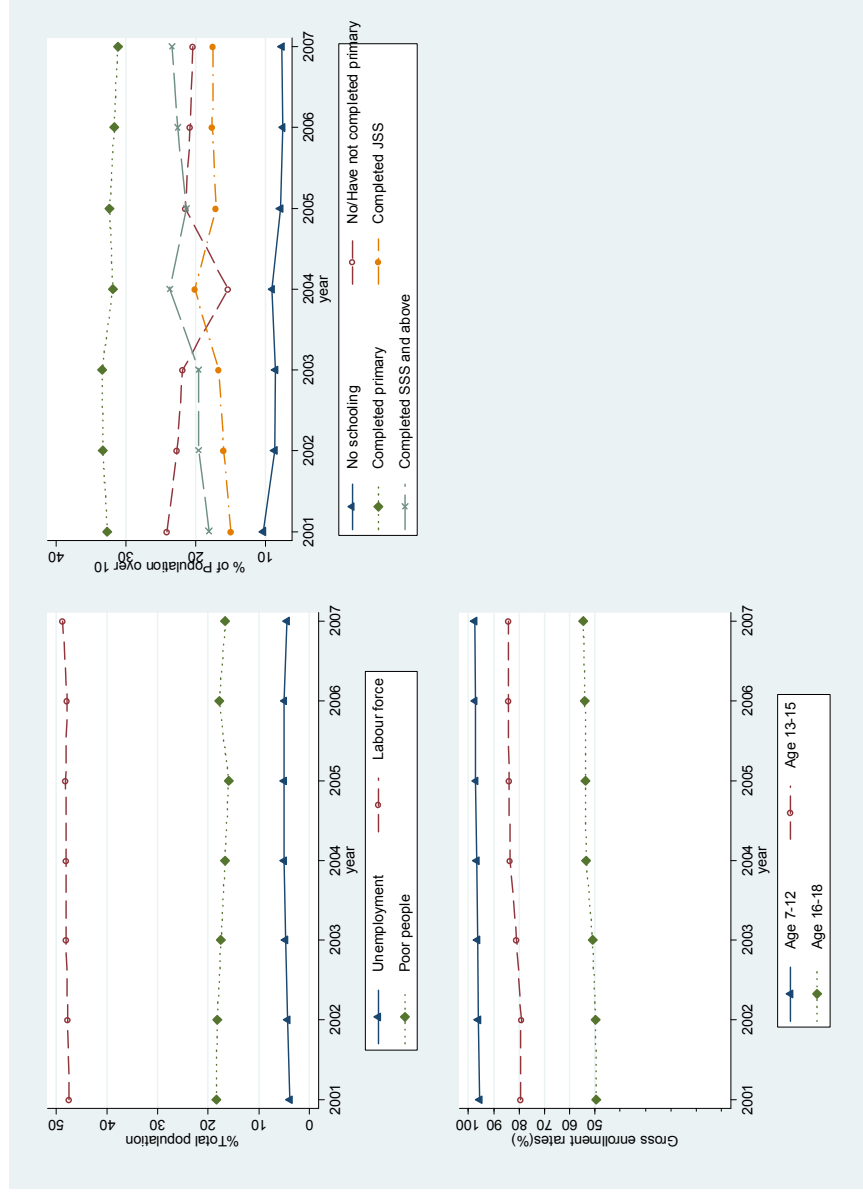 %Total population
50
40
30
20
10
0
2001 2002 2003 2004 2005 2006 2007
year
Unemployment Labour force
Poor people
% of Population over 10
40
30
20
10
2001 2002 2003 2004 2005 2006 2007
year
No schooling No/Have not completed primary
Completed primary Completed JSS
Completed SSS and above
Gross enrollment rates(%)
100
90
80
70
60
50
2001 2002 2003 2004 2005 2006 2007
year
Age 7-12 Age 13-15
Age 16-18